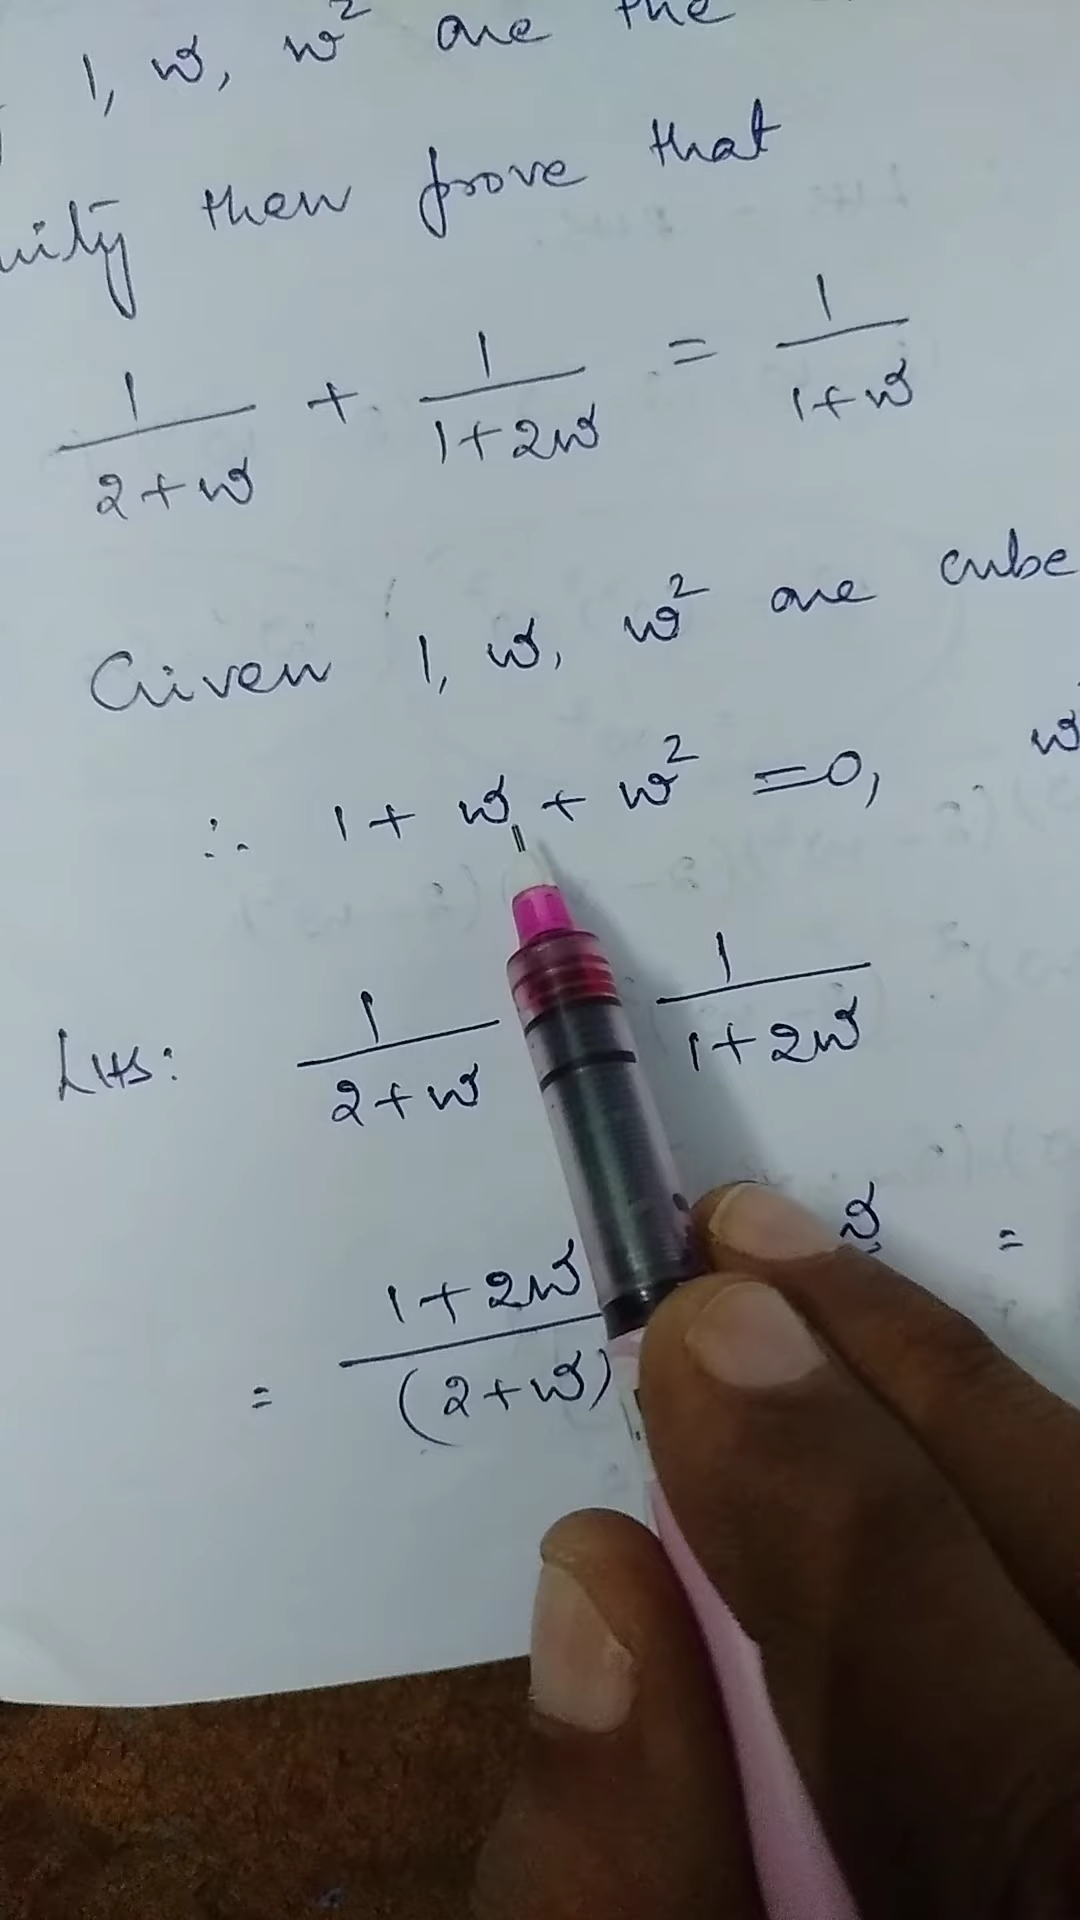 1, ω, ω² are the
then prove that
1/(2+ω) + 1/(1+2ω) = 1/(1+ω)
Given 1, ω, ω² are cube
∴ 1 + ω + ω² = 0, ω
LHS: 1/(2+ω) 1/(1+2ω)
= (1+2ω)/((2+ω) =